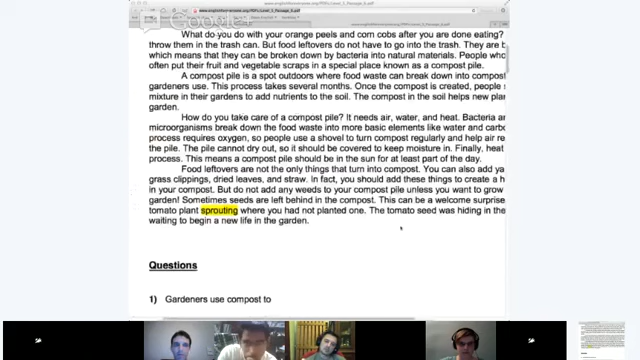 Google+
What do you do with your orange peels and corn cobs after you are done eating?
throw them in the trash can. But food leftovers do not have to go into the trash. They are b
which means that they can be broken down by bacteria into natural materials. People who
often put their fruit and vegetable scraps in a special place known as a compost pile.
A compost pile is a spot outdoors where food waste can break down into compost
gardeners use. This process takes several months. Once the compost is created, people s
mixture in their gardens to add nutrients to the soil. The compost in the soil helps new plan
garden.
How do you take care of a compost pile? It needs air, water, and heat. Bacteria an
microorganisms break down the food waste into more basic elements like water and carbo
process requires oxygen, so people use a shovel to turn compost regularly and help air re
the pile. The pile cannot dry out, so it should be covered to keep moisture in. Finally, heat
process. This means a compost pile should be in the sun for at least part of the day.
Food leftovers are not the only things that turn into compost. You can also add ya
grass clippings, dried leaves, and straw. In fact, you should add these things to create a h
in your compost. But do not add any weeds to your compost pile unless you want to grow
garden! Sometimes seeds are left behind in the compost. This can be a welcome surprise
tomato plant sprouting where you had not planted one. The tomato seed was hiding in the
waiting to begin a new life in the garden.
Questions
1) Gardeners use compost to